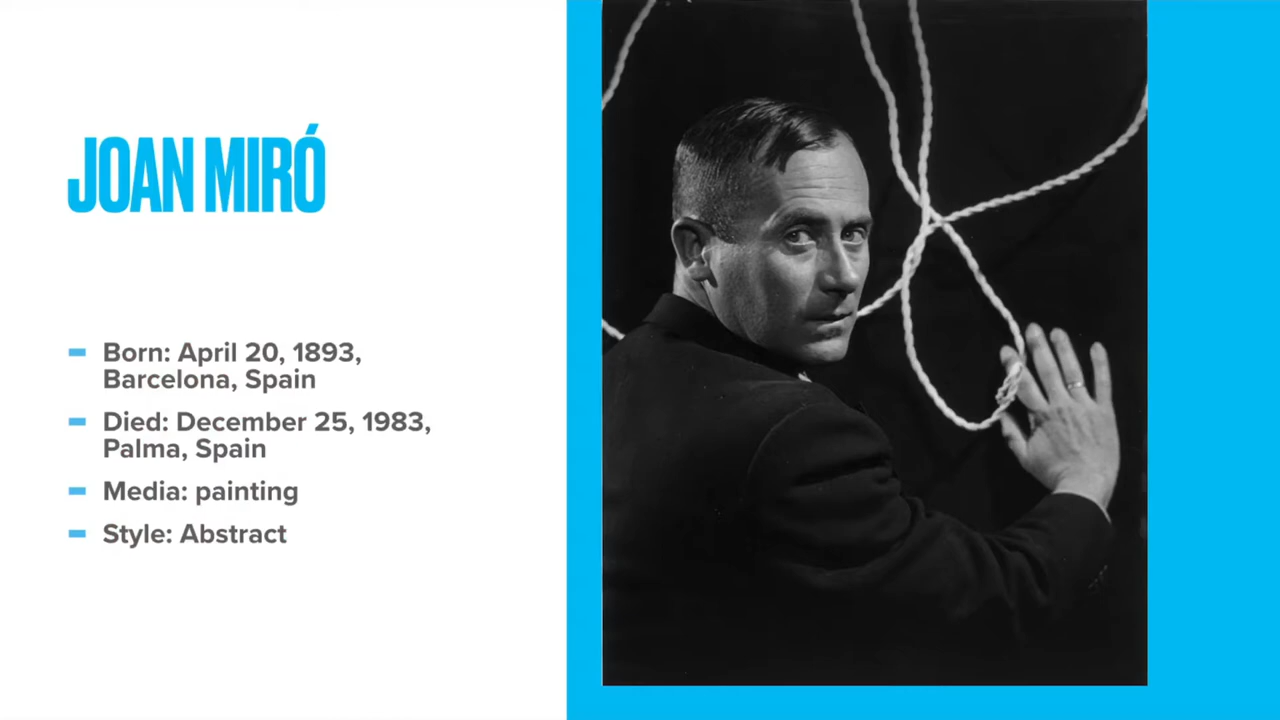 JOAN MIRÓ
Born: April 20, 1893,
Barcelona, Spain
Died: December 25, 1983,
Palma, Spain
Media: painting
Style: Abstract